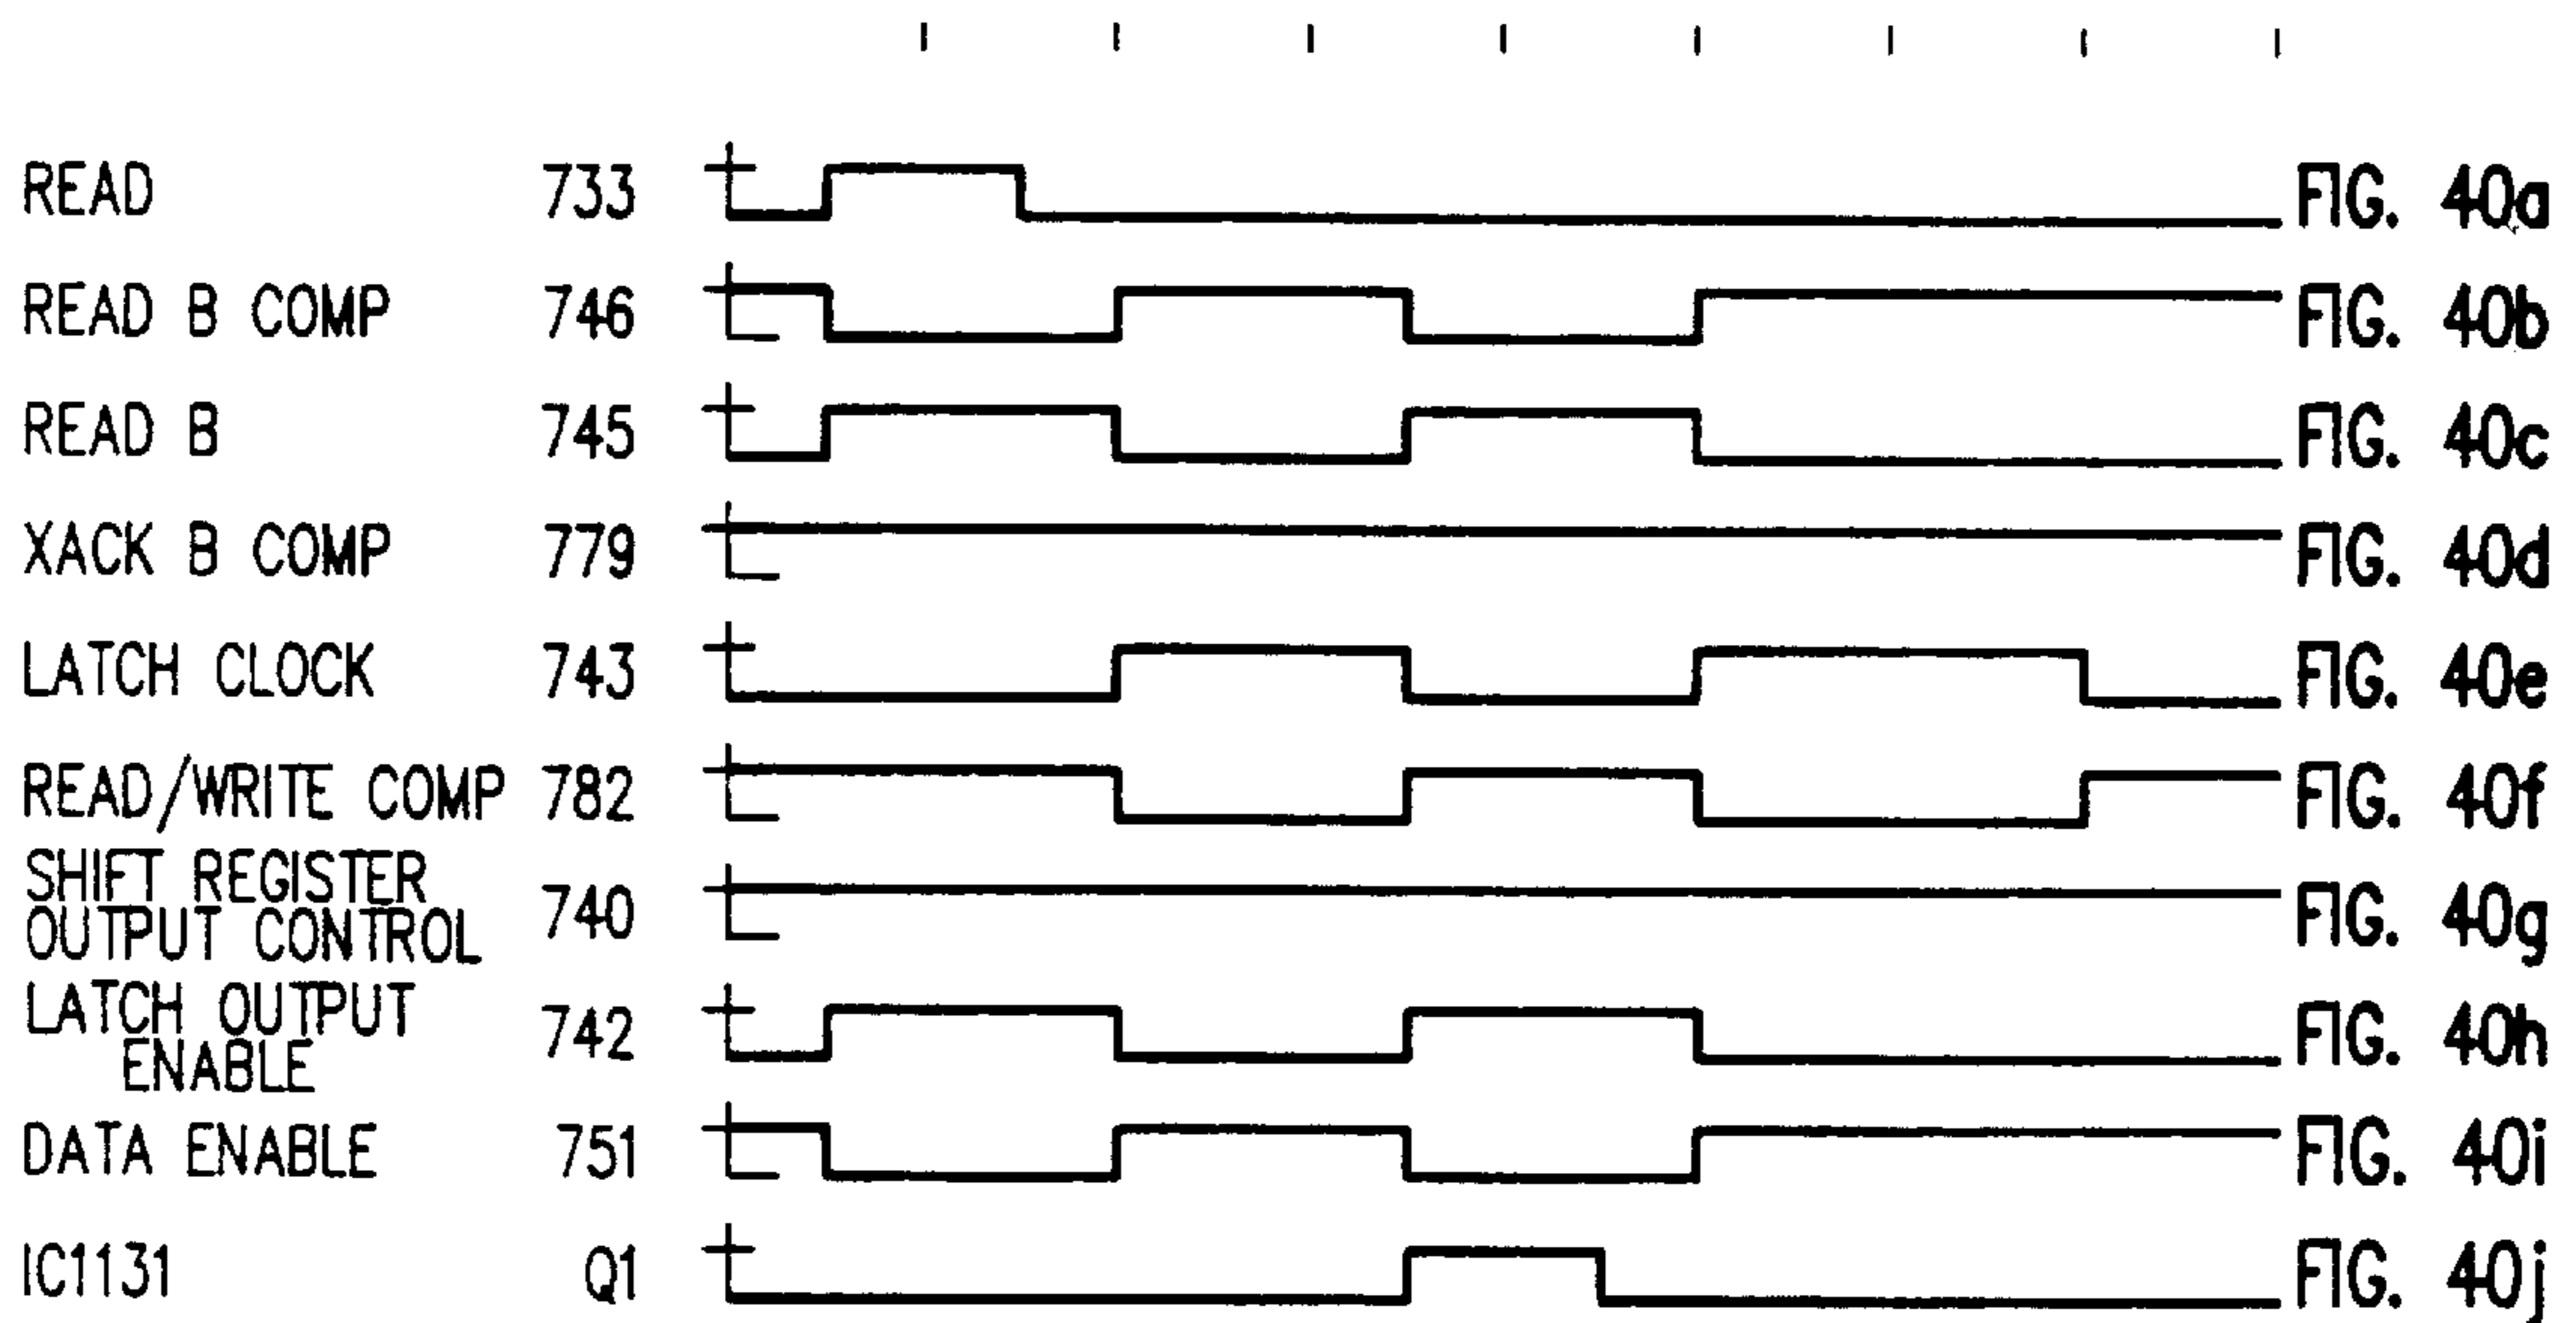 READ 733 FIG. 40a
READ B COMP 746 FIG. 40b
READ B 745 FIG. 40c
XACK B COMP 779 FIG. 40d
LATCH CLOCK 743 FIG. 40e
READ/WRITE COMP 782 FIG. 40f
SHIFT REGISTER
OUTPUT CONTROL 740 FIG. 40g
LATCH OUTPUT
ENABLE 742 FIG. 40h
DATA ENABLE 751 FIG. 40i
IC1131 Q1 FIG. 40j